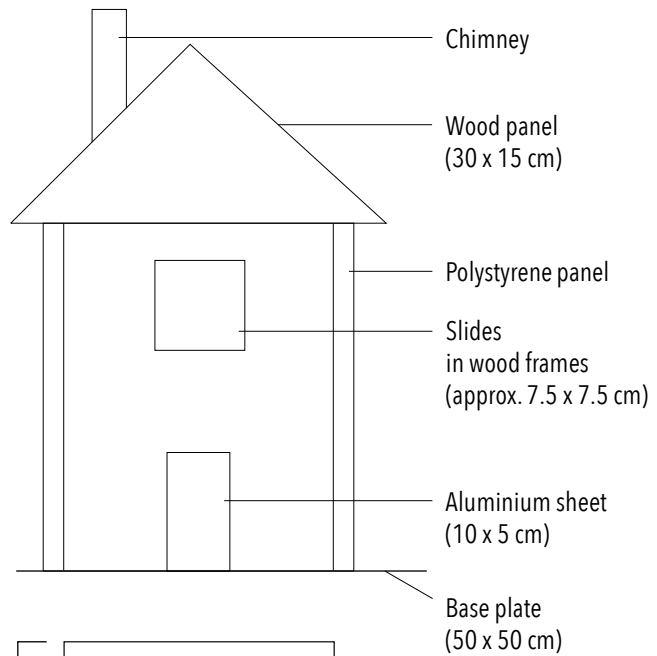 Chimney
Wood panel
(30 x 15 cm)
Polystyrene panel
Slides
in wood frames
(approx. 7.5 x 7.5 cm)
Aluminium sheet
(10 x 5 cm)
Base plate
(50 x 50 cm)